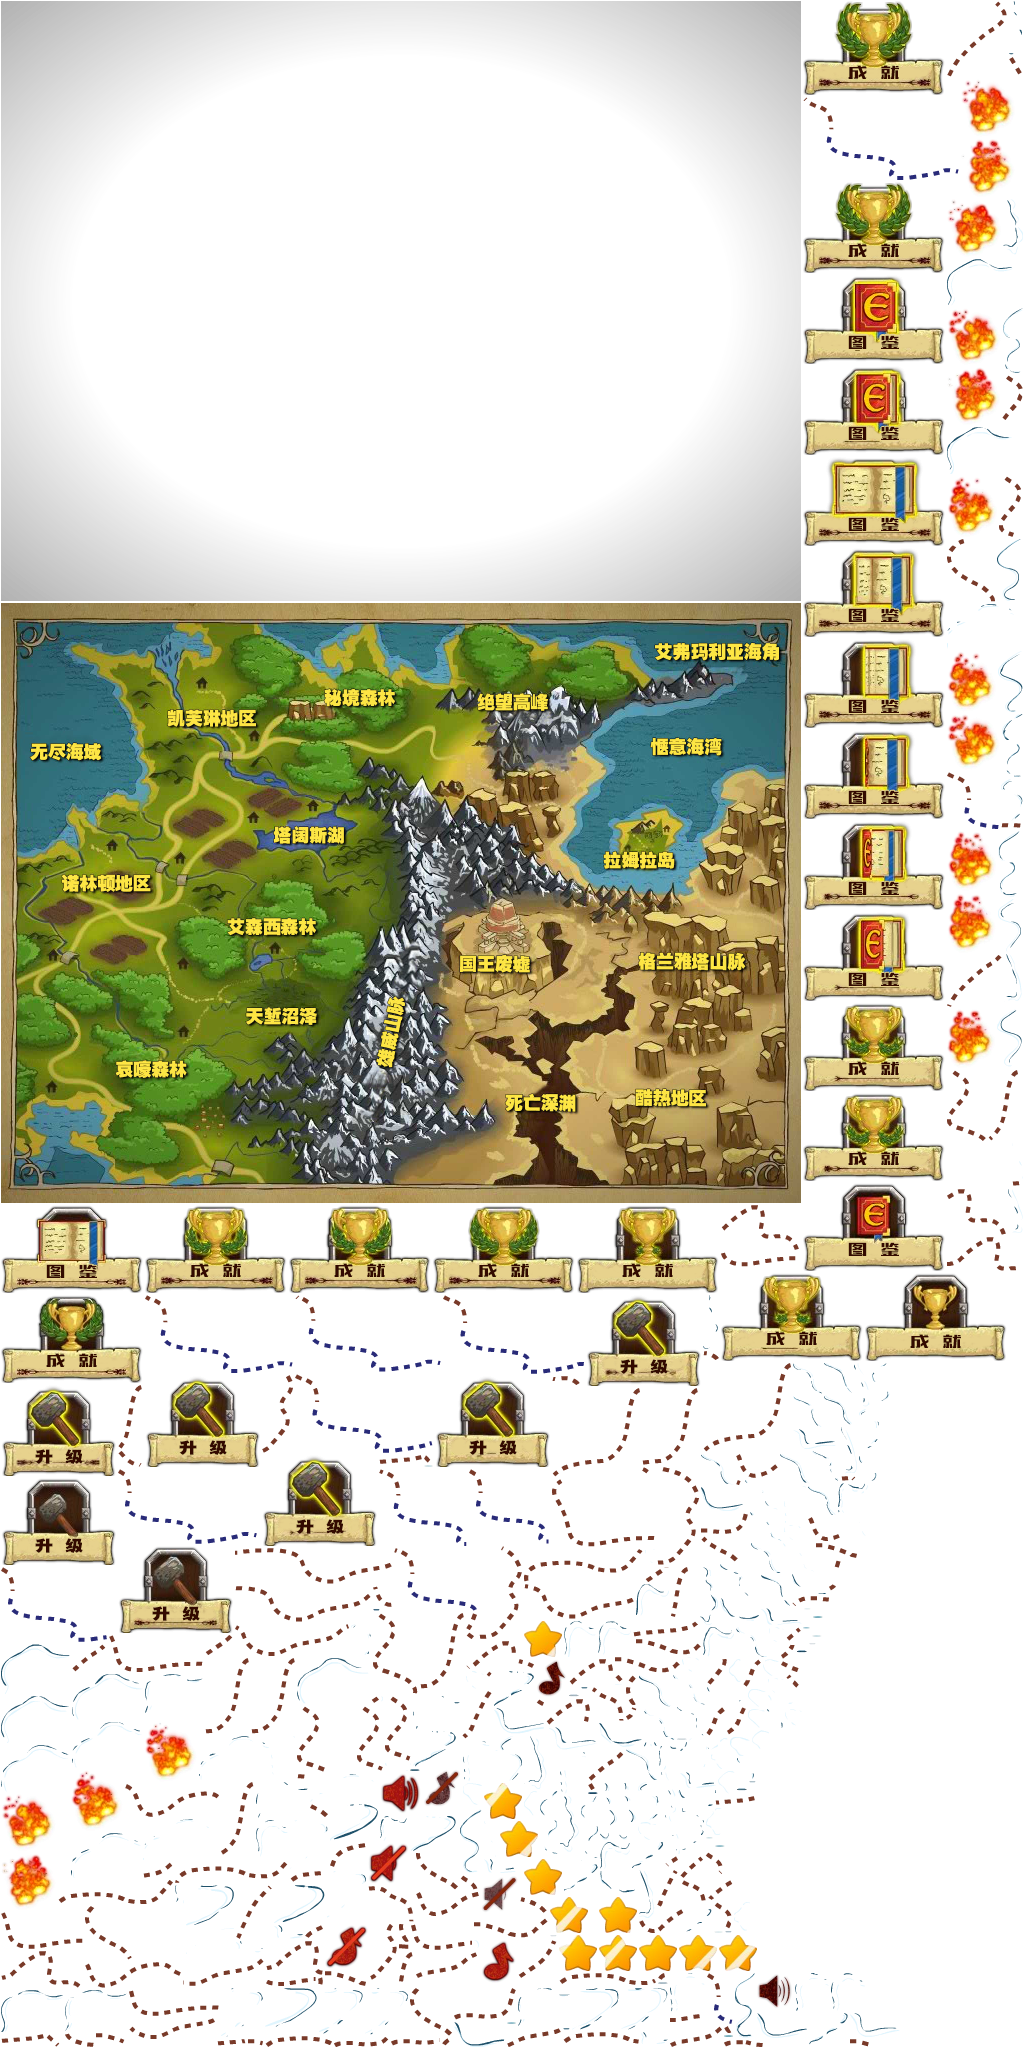 成就
成就
图鉴
图鉴
图鉴
图鉴
图鉴
图鉴
图鉴
图鉴
成就
成就
图鉴
艾弗玛利亚海角
秘境森林
绝望高峰
凯芙琳地区
无尽海域
惬意海湾
塔阔斯湖
拉姆拉岛
诺林顿地区
艾森西森林
国王废墟
格兰雅塔山脉
天堑沼泽
哀嚎森林
死亡深渊
酷热地区
图鉴
成就
成就
成就
成就
成就
升级
成就
成就
升级
升级
升级
升级
升级
升级